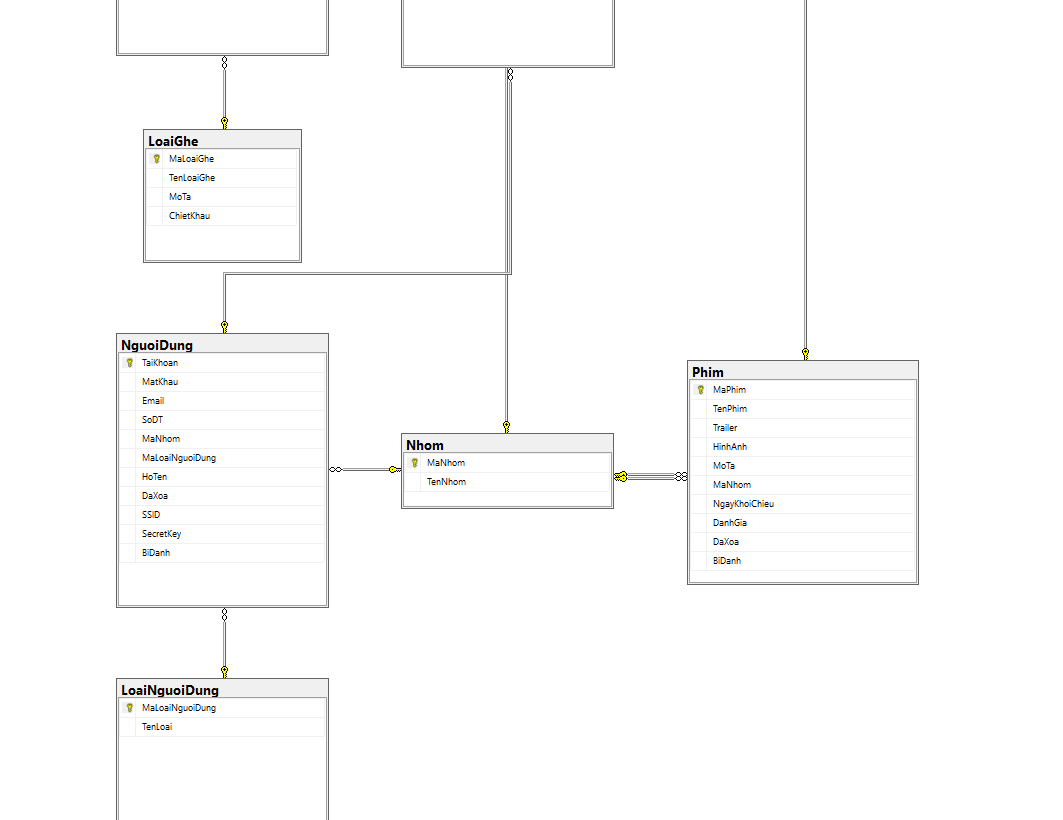 LoaiGhe
MaLoaiGhe
TenLoaiGhe
MoTa
ChietKhau
NguoiDung
TaiKhoan
MatKhau
Email
SoDT
MaNhom
MaLoaiNguoiDung
HoTen
DaXoa
SSID
SecretKey
BiDanh
Nhom
MaNhom
TenNhom
Phim
MaPhim
TenPhim
Trailer
HinhAnh
MoTa
MaNhom
NgayKhoiChieu
DanhGia
DaXoa
BiDanh
LoaiNguoiDung
MaLoaiNguoiDung
TenLoai